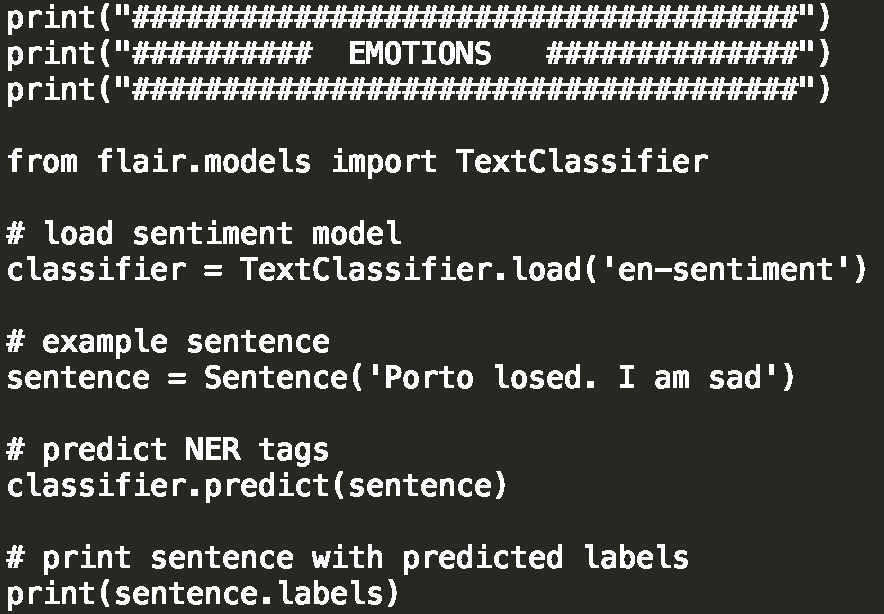 print("#####################################")
print("##########  EMOTIONS   ##############")
print("#####################################")
from flair.models import TextClassifier
# load sentiment model
classifier = TextClassifier.load('en-sentiment')
# example sentence
sentence = Sentence('Porto losed. I am sad')
# predict NER tags
classifier.predict(sentence)
# print sentence with predicted labels
print(sentence.labels)